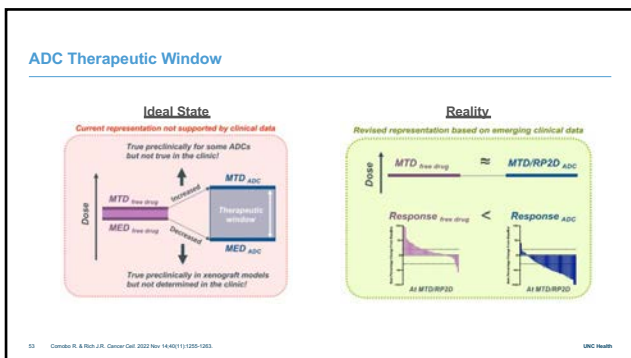 ADC Therapeutic Window
Ideal State
Current representation not supported by clinical data
True preclinically for some ADCs
but not true in the clinic!
Dose
MTD free drug
MED free drug
Increased
Decreased
MTD ADC
Therapeutic
window
MED ADC
True preclinically in xenograft models
but not determined in the clinic!
Reality
Revised representation based on emerging clinical data
Dose
MTD free drug ≅ MTD/RP2D ADC
Response free drug < Response ADC
At MTD/RP2D
At MTD/RP2D
53 Colombo R. & Rich J.R. Cancer Cell. 2022 Nov 14;40(11):1255-1263.
UNC Health